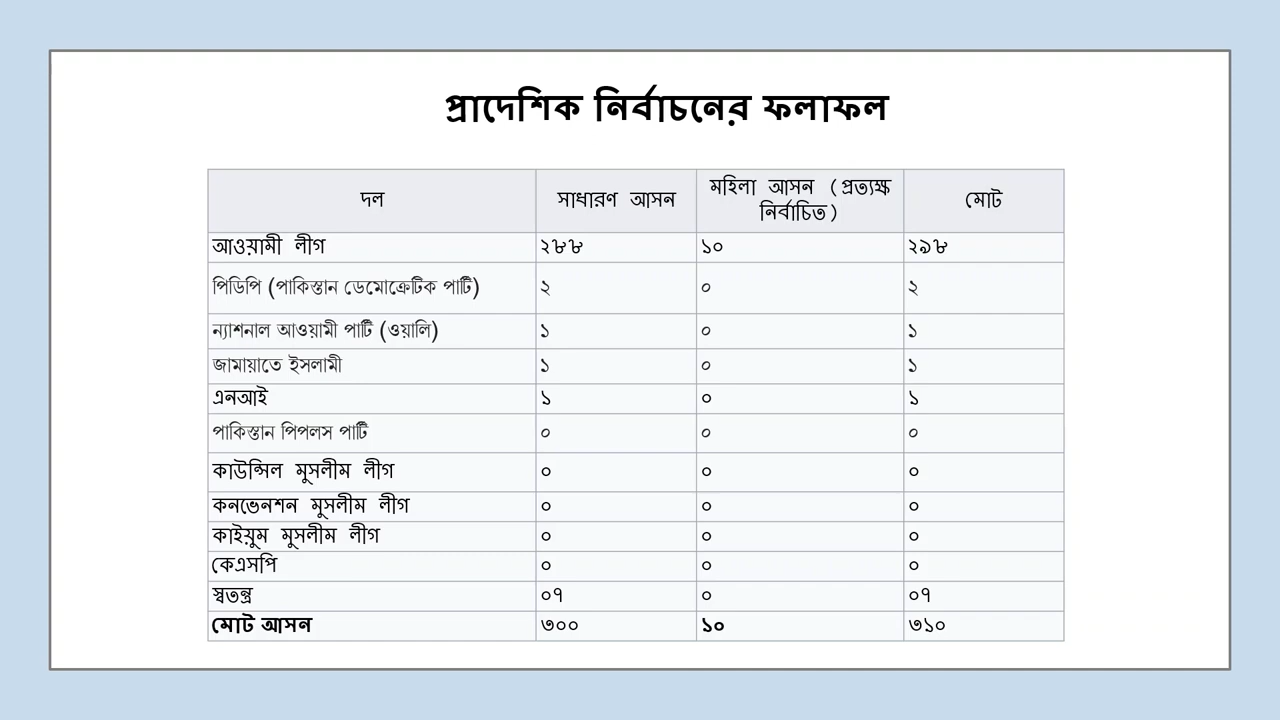 প্রাদেশিক নির্বাচনের ফলাফল
দল সাধারণ আসন মহিলা আসন (প্রত্যক্ষ নির্বাচিত) মোট
আওয়ামী লীগ ২৮৮ ১০ ২৯৮
পিডিপি (পাকিস্তান ডেমোক্রেটিক পার্টি) ২ ০ ২
ন্যাশনাল আওয়ামী পার্টি (ওয়ালি) ১ ০ ১
জামায়াতে ইসলামী ১ ০ ১
এনআই ১ ০ ১
পাকিস্তান পিপলস পার্টি ০ ০ ০
কাউন্সিল মুসলীম লীগ ০ ০ ০
কনভেনশন মুসলীম লীগ ০ ০ ০
কাইয়ুম মুসলীম লীগ ০ ০ ০
কেএসপি ০ ০ ০
স্বতন্ত্র ০৭ ০ ০৭
মোট আসন ৩০০ ১০ ৩১০